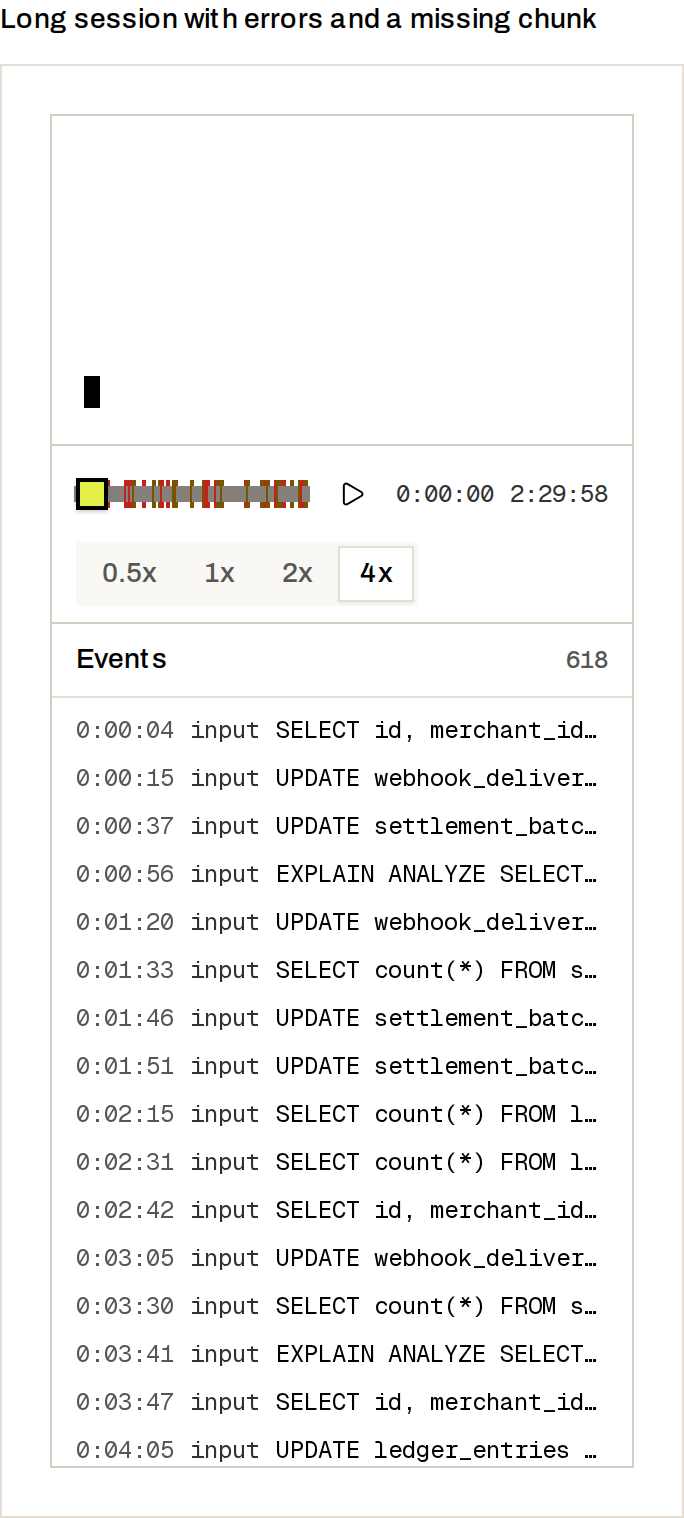 Long session with errors and a missing chunk
0:00:00 2:29:58
0.5x 1x 2x 4x
Events 618
0:00:04 input SELECT id, merchant_id…
0:00:15 input UPDATE webhook_deliver…
0:00:37 input UPDATE settlement_batc…
0:00:56 input EXPLAIN ANALYZE SELECT…
0:01:20 input UPDATE webhook_deliver…
0:01:33 input SELECT count(*) FROM s…
0:01:46 input UPDATE settlement_batc…
0:01:51 input UPDATE settlement_batc…
0:02:15 input SELECT count(*) FROM l…
0:02:31 input SELECT count(*) FROM l…
0:02:42 input SELECT id, merchant_id…
0:03:05 input UPDATE webhook_deliver…
0:03:30 input SELECT count(*) FROM s…
0:03:41 input EXPLAIN ANALYZE SELECT…
0:03:47 input SELECT id, merchant_id…
0:04:05 input UPDATE ledger_entries …